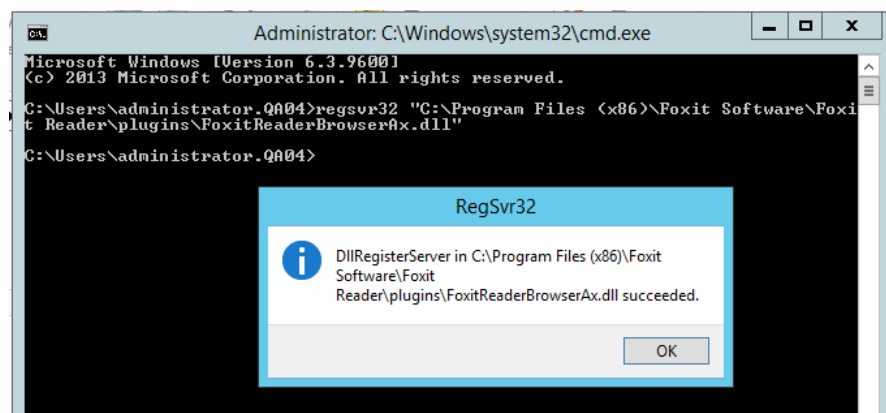 Administrator: C:\Windows\system32\cmd.exe
Microsoft Windows [Version 6.3.9600]
(c) 2013 Microsoft Corporation. All rights reserved.
C:\Users\administrator.QA04>regsvr32 "C:\Program Files (x86)\Foxit Software\Foxi
t Reader\plugins\FoxitReaderBrowserAx.dll"
C:\Users\administrator.QA04>
RegSvr32
DllRegisterServer in C:\Program Files (x86)\Foxit
Software\Foxit
Reader\plugins\FoxitReaderBrowserAx.dll succeeded.
OK